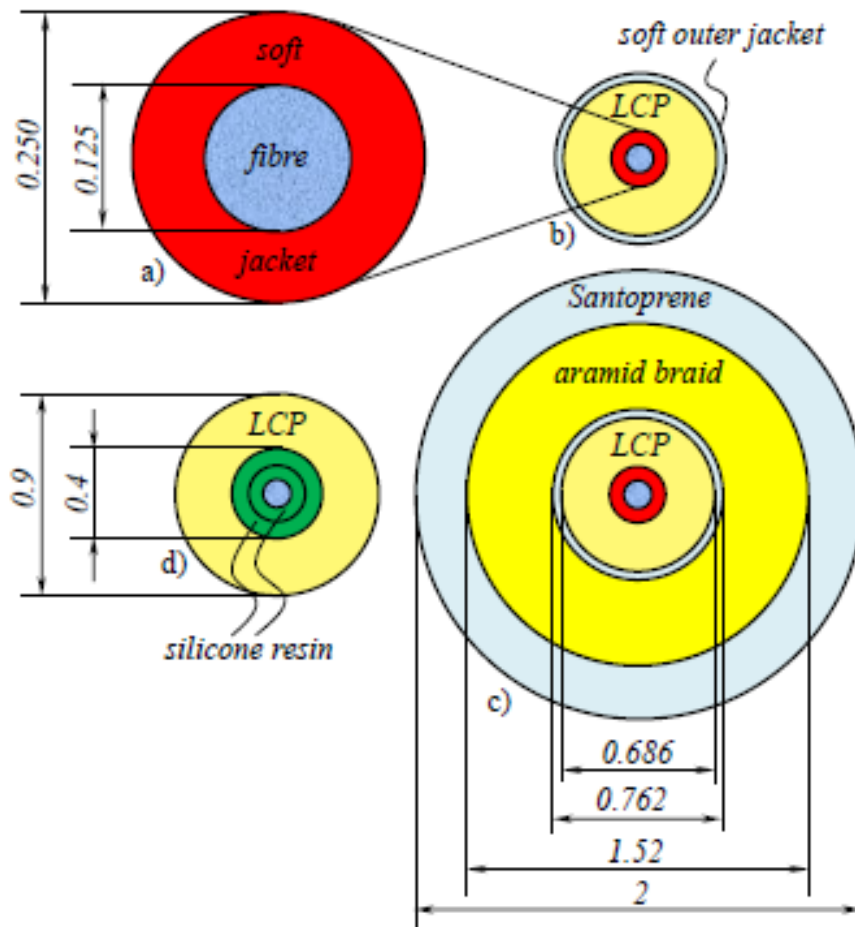 soft
fibre
jacket
0.250
0.125
a)
soft outer jacket
LCP
b)
Santoprene
aramid braid
LCP
c)
0.686
0.762
1.52
2
LCP
0.9
0.4
d)
silicone resin